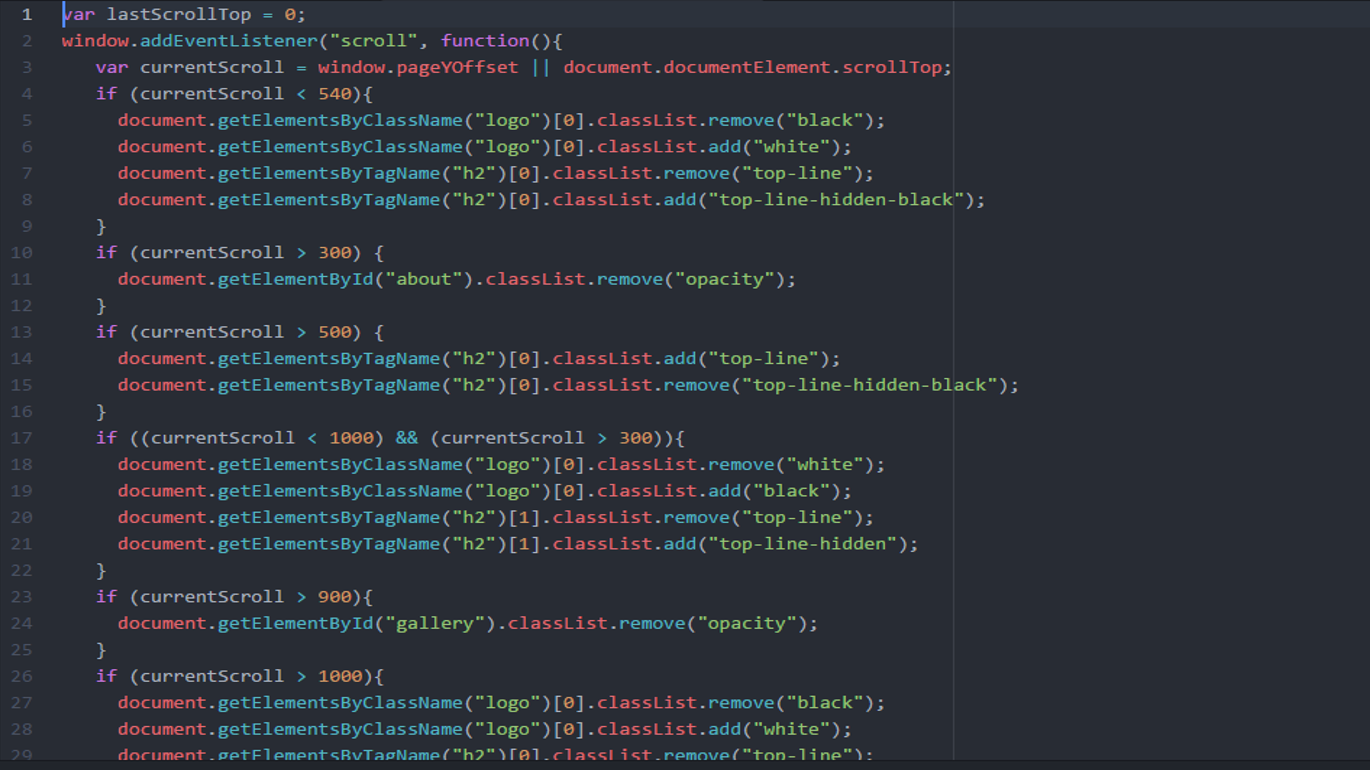 1 var lastScrollTop = 0;
2 window.addEventListener("scroll", function(){
3 var currentScroll = window.pageYOffset || document.documentElement.scrollTop;
4 if (currentScroll < 540){
5 document.getElementsByClassName("logo")[0].classList.remove("black");
6 document.getElementsByClassName("logo")[0].classList.add("white");
7 document.getElementsByTagName("h2")[0].classList.remove("top-line");
8 document.getElementsByTagName("h2")[0].classList.add("top-line-hidden-black");
9 }
10 if (currentScroll > 300) {
11 document.getElementById("about").classList.remove("opacity");
12 }
13 if (currentScroll > 500) {
14 document.getElementsByTagName("h2")[0].classList.add("top-line");
15 document.getElementsByTagName("h2")[0].classList.remove("top-line-hidden-black");
16 }
17 if ((currentScroll < 1000) && (currentScroll > 300)){
18 document.getElementsByClassName("logo")[0].classList.remove("white");
19 document.getElementsByClassName("logo")[0].classList.add("black");
20 document.getElementsByTagName("h2")[1].classList.remove("top-line");
21 document.getElementsByTagName("h2")[1].classList.add("top-line-hidden");
22 }
23 if (currentScroll > 900){
24 document.getElementById("gallery").classList.remove("opacity");
25 }
26 if (currentScroll > 1000){
27 document.getElementsByClassName("logo")[0].classList.remove("black");
28 document.getElementsByClassName("logo")[0].classList.add("white");
29 document.getElementsByTagName("h2")[0].classList.remove("top-line");